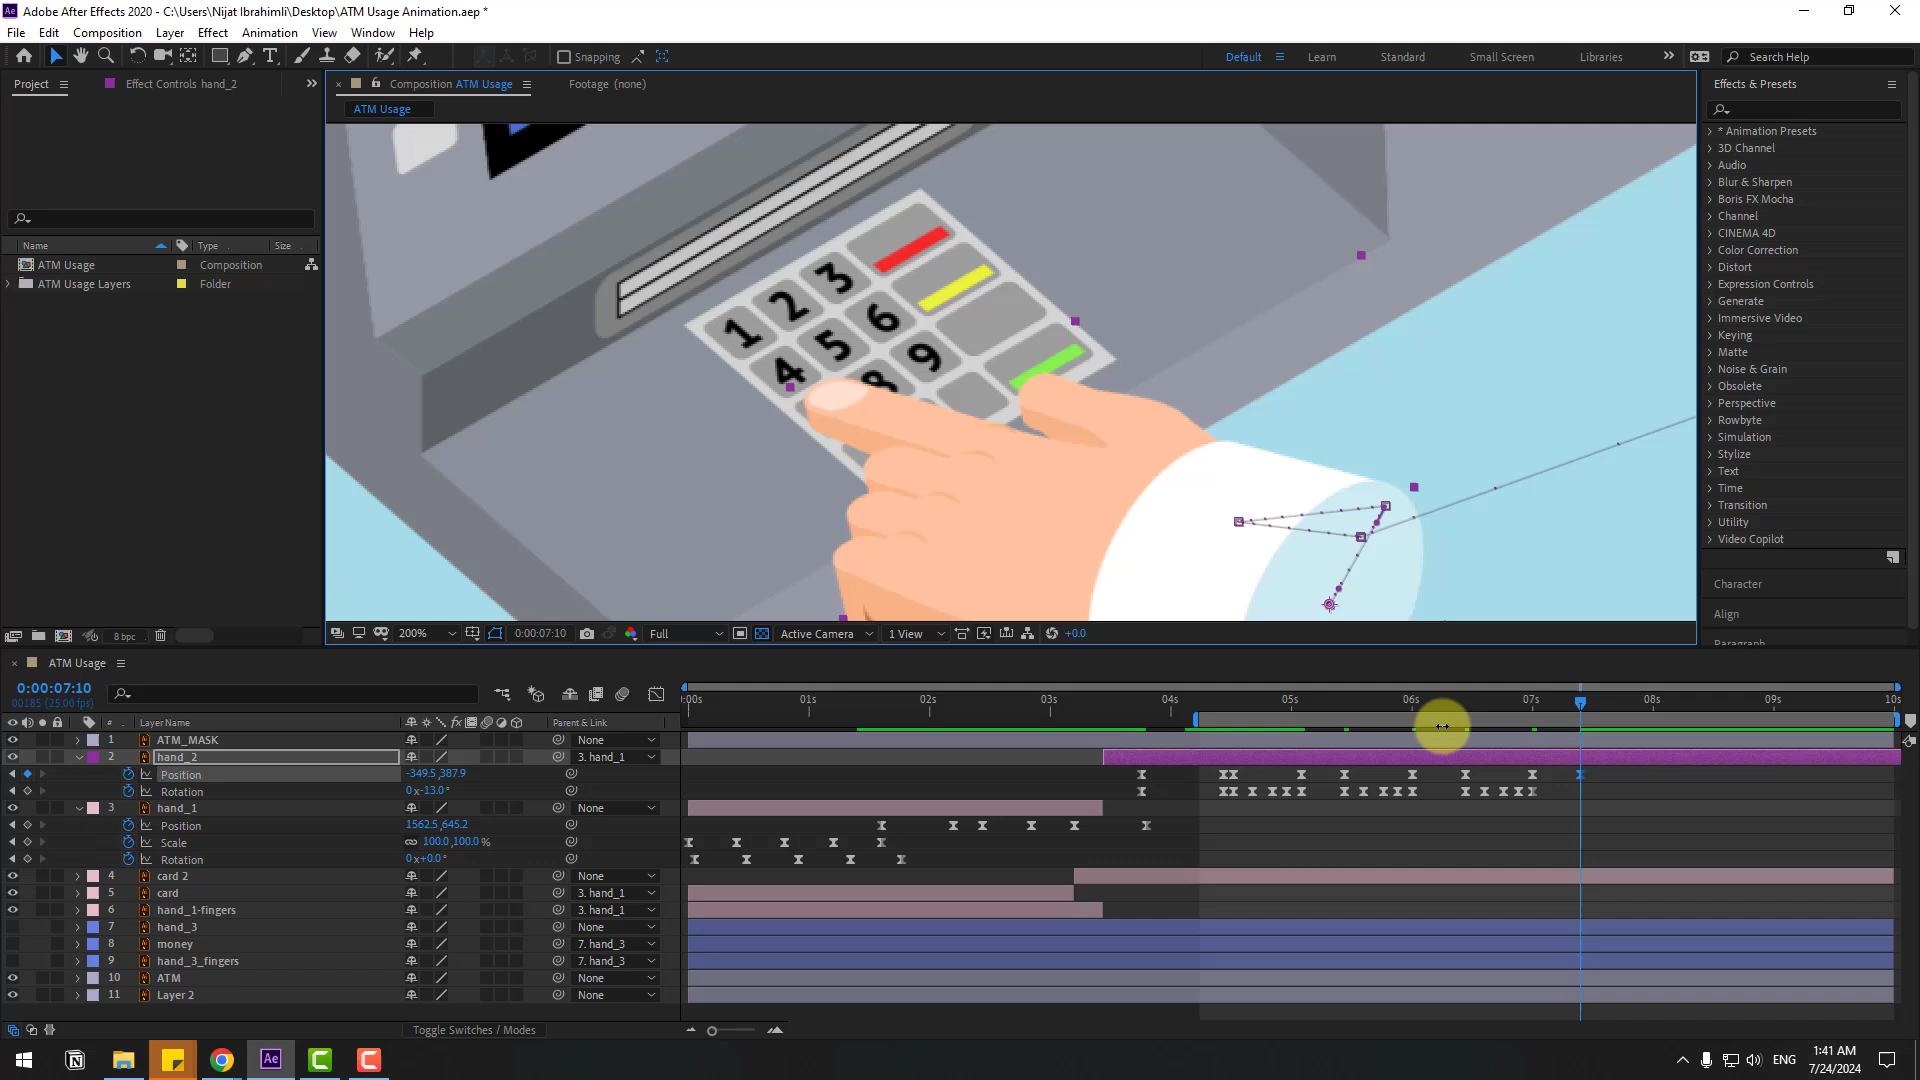 Adobe After Effects 2020 - C:\Users\Nijat Ibrahimli\Desktop\ATM Usage Animation.aep *
File Edit Composition Layer Effect Animation View Window Help
Snapping
Default Learn Standard Small Screen Libraries Search Help
Project Effect Controls hand_2
Composition ATM Usage Footage (none)
ATM Usage
Effects & Presets
Name Type Size
ATM Usage Composition
ATM Usage Layers Folder
1 2 3
4 5 6
8 9
* Animation Presets
3D Channel
Audio
Blur & Sharpen
Boris FX Mocha
Channel
CINEMA 4D
Color Correction
Distort
Expression Controls
Generate
Immersive Video
Keying
Matte
Noise & Grain
Obsolete
Perspective
Rowbyte
Simulation
Stylize
Text
Time
Transition
Utility
Video Copilot
Character
Align
Paragraph
8 bpc
200% 0:00:07:10 Full Active Camera 1 View +0.0
ATM Usage
0:00:07:10
00185 (25.00 fps)
:00s 01s 02s 03s 04s 05s 06s 07s 08s 09s 10s
# Layer Name Parent & Link
1 ATM_MASK None
2 hand_2 3. hand_1
Position -349.5,387.9
Rotation 0x-13.0°
3 hand_1 None
Position 1562.5,645.2
Scale 100.0,100.0%
Rotation 0x+0.0°
4 card 2 None
5 card 3. hand_1
6 hand_1-fingers 3. hand_1
7 hand_3 None
8 money 7. hand_3
9 hand_3_fingers 7. hand_3
10 ATM None
11 Layer 2 None
Toggle Switches / Modes
ENG
1:41 AM
7/24/2024